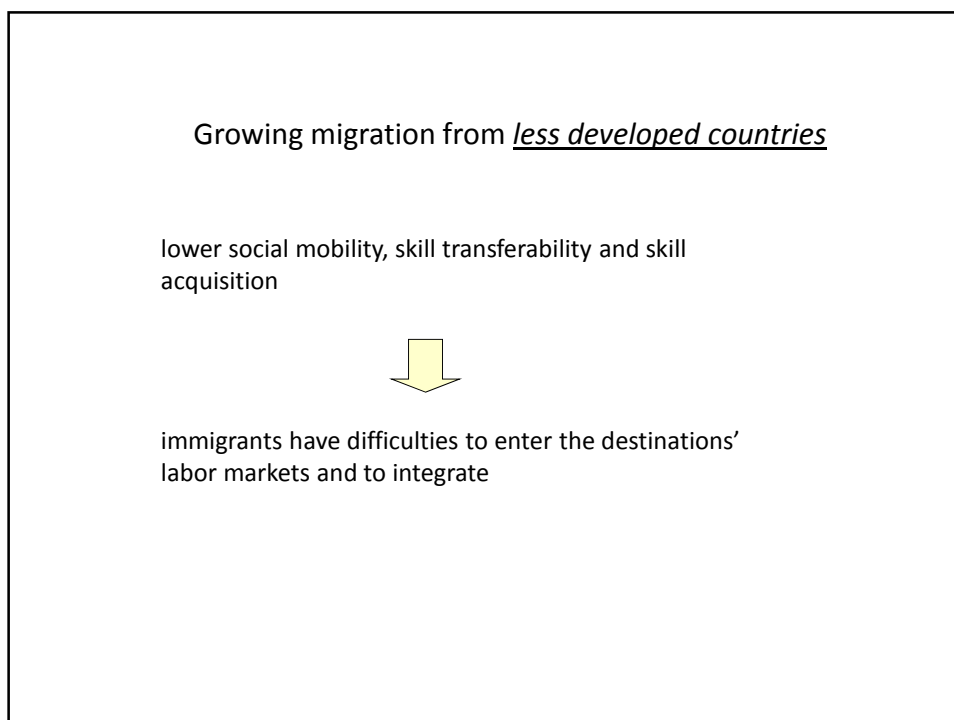 Growing migration from less developed countries
lower social mobility, skill transferability and skill
acquisition
immigrants have difficulties to enter the destinations’
labor markets and to integrate